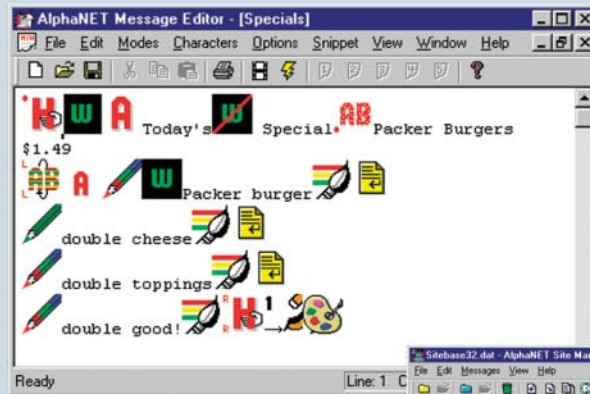 AlphaNET Message Editor - [Specials]
File Edit Modes Characters Options Snippet View Window Help
H W A Today's W Special. AB Packer Burgers
$1.49
AB A W Packer burger
double cheese
double toppings
double good! R H R 1
Ready Line: 1 C
Sitebase32.dat - AlphaNET Site Ma
File Edit Messages View Help